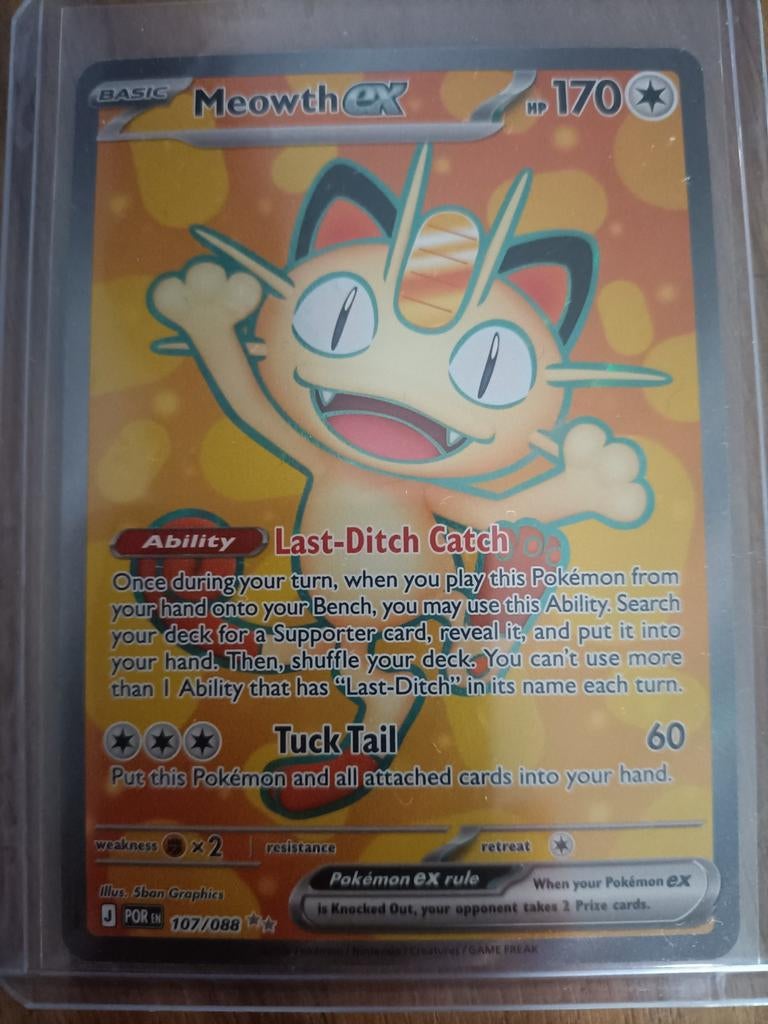 BASIC Meowth ex HP 170
Ability Last-Ditch Catch
Once during your turn, when you play this Pokémon from
your hand onto your Bench, you may use this Ability. Search
your deck for a Supporter card, reveal it, and put it into
your hand. Then, shuffle your deck. You can't use more
than 1 Ability that has “Last-Ditch” in its name each turn.
Tuck Tail 60
Put this Pokémon and all attached cards into your hand.
weakness ×2 resistance retreat
Pokémon ex rule When your Pokémon ex
is Knocked Out, your opponent takes 2 Prize cards.
Illus. 5ban Graphics
J POR EN 107/088
Pokémon / Nintendo / Creatures / GAME FREAK